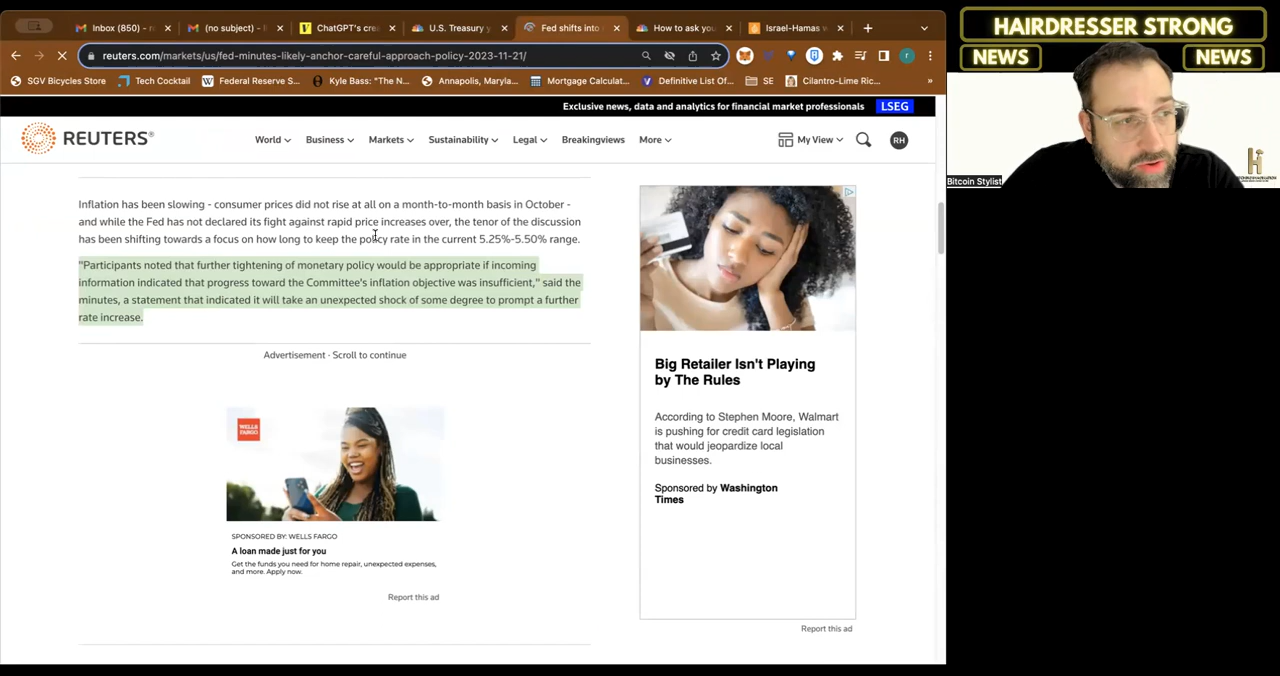 Inbox (850) - r
(no subject) -
ChatGPT's cre
U.S. Treasury y
Fed shifts into
How to ask you
Israel-Hamas w
reuters.com/markets/us/fed-minutes-likely-anchor-careful-approach-policy-2023-11-21/
SGV Bicycles Store
Tech Cocktail
Federal Reserve S...
Kyle Bass: "The N...
Annapolis, Maryla...
Mortgage Calculat...
Definitive List Of...
SE
Cilantro-Lime Ric...
»
Exclusive news, data and analytics for financial market professionals
LSEG
REUTERS®
World
Business
Markets
Sustainability
Legal
Breakingviews
More
My View
RH
Inflation has been slowing - consumer prices did not rise at all on a month-to-month basis in October -
and while the Fed has not declared its fight against rapid price increases over, the tenor of the discussion
has been shifting towards a focus on how long to keep the policy rate in the current 5.25%-5.50% range.
"Participants noted that further tightening of monetary policy would be appropriate if incoming
information indicated that progress toward the Committee's inflation objective was insufficient," said the
minutes, a statement that indicated it will take an unexpected shock of some degree to prompt a further
rate increase.
Advertisement · Scroll to continue
WELLS
FARGO
SPONSORED BY: WELLS FARGO
A loan made just for you
Get the funds you need for home repair, unexpected expenses,
and more. Apply now.
Report this ad
Big Retailer Isn't Playing
by The Rules
According to Stephen Moore, Walmart
is pushing for credit card legislation
that would jeopardize local
businesses.
Sponsored by Washington
Times
Report this ad
HAIRDRESSER STRONG
NEWS
NEWS
Bitcoin Stylist